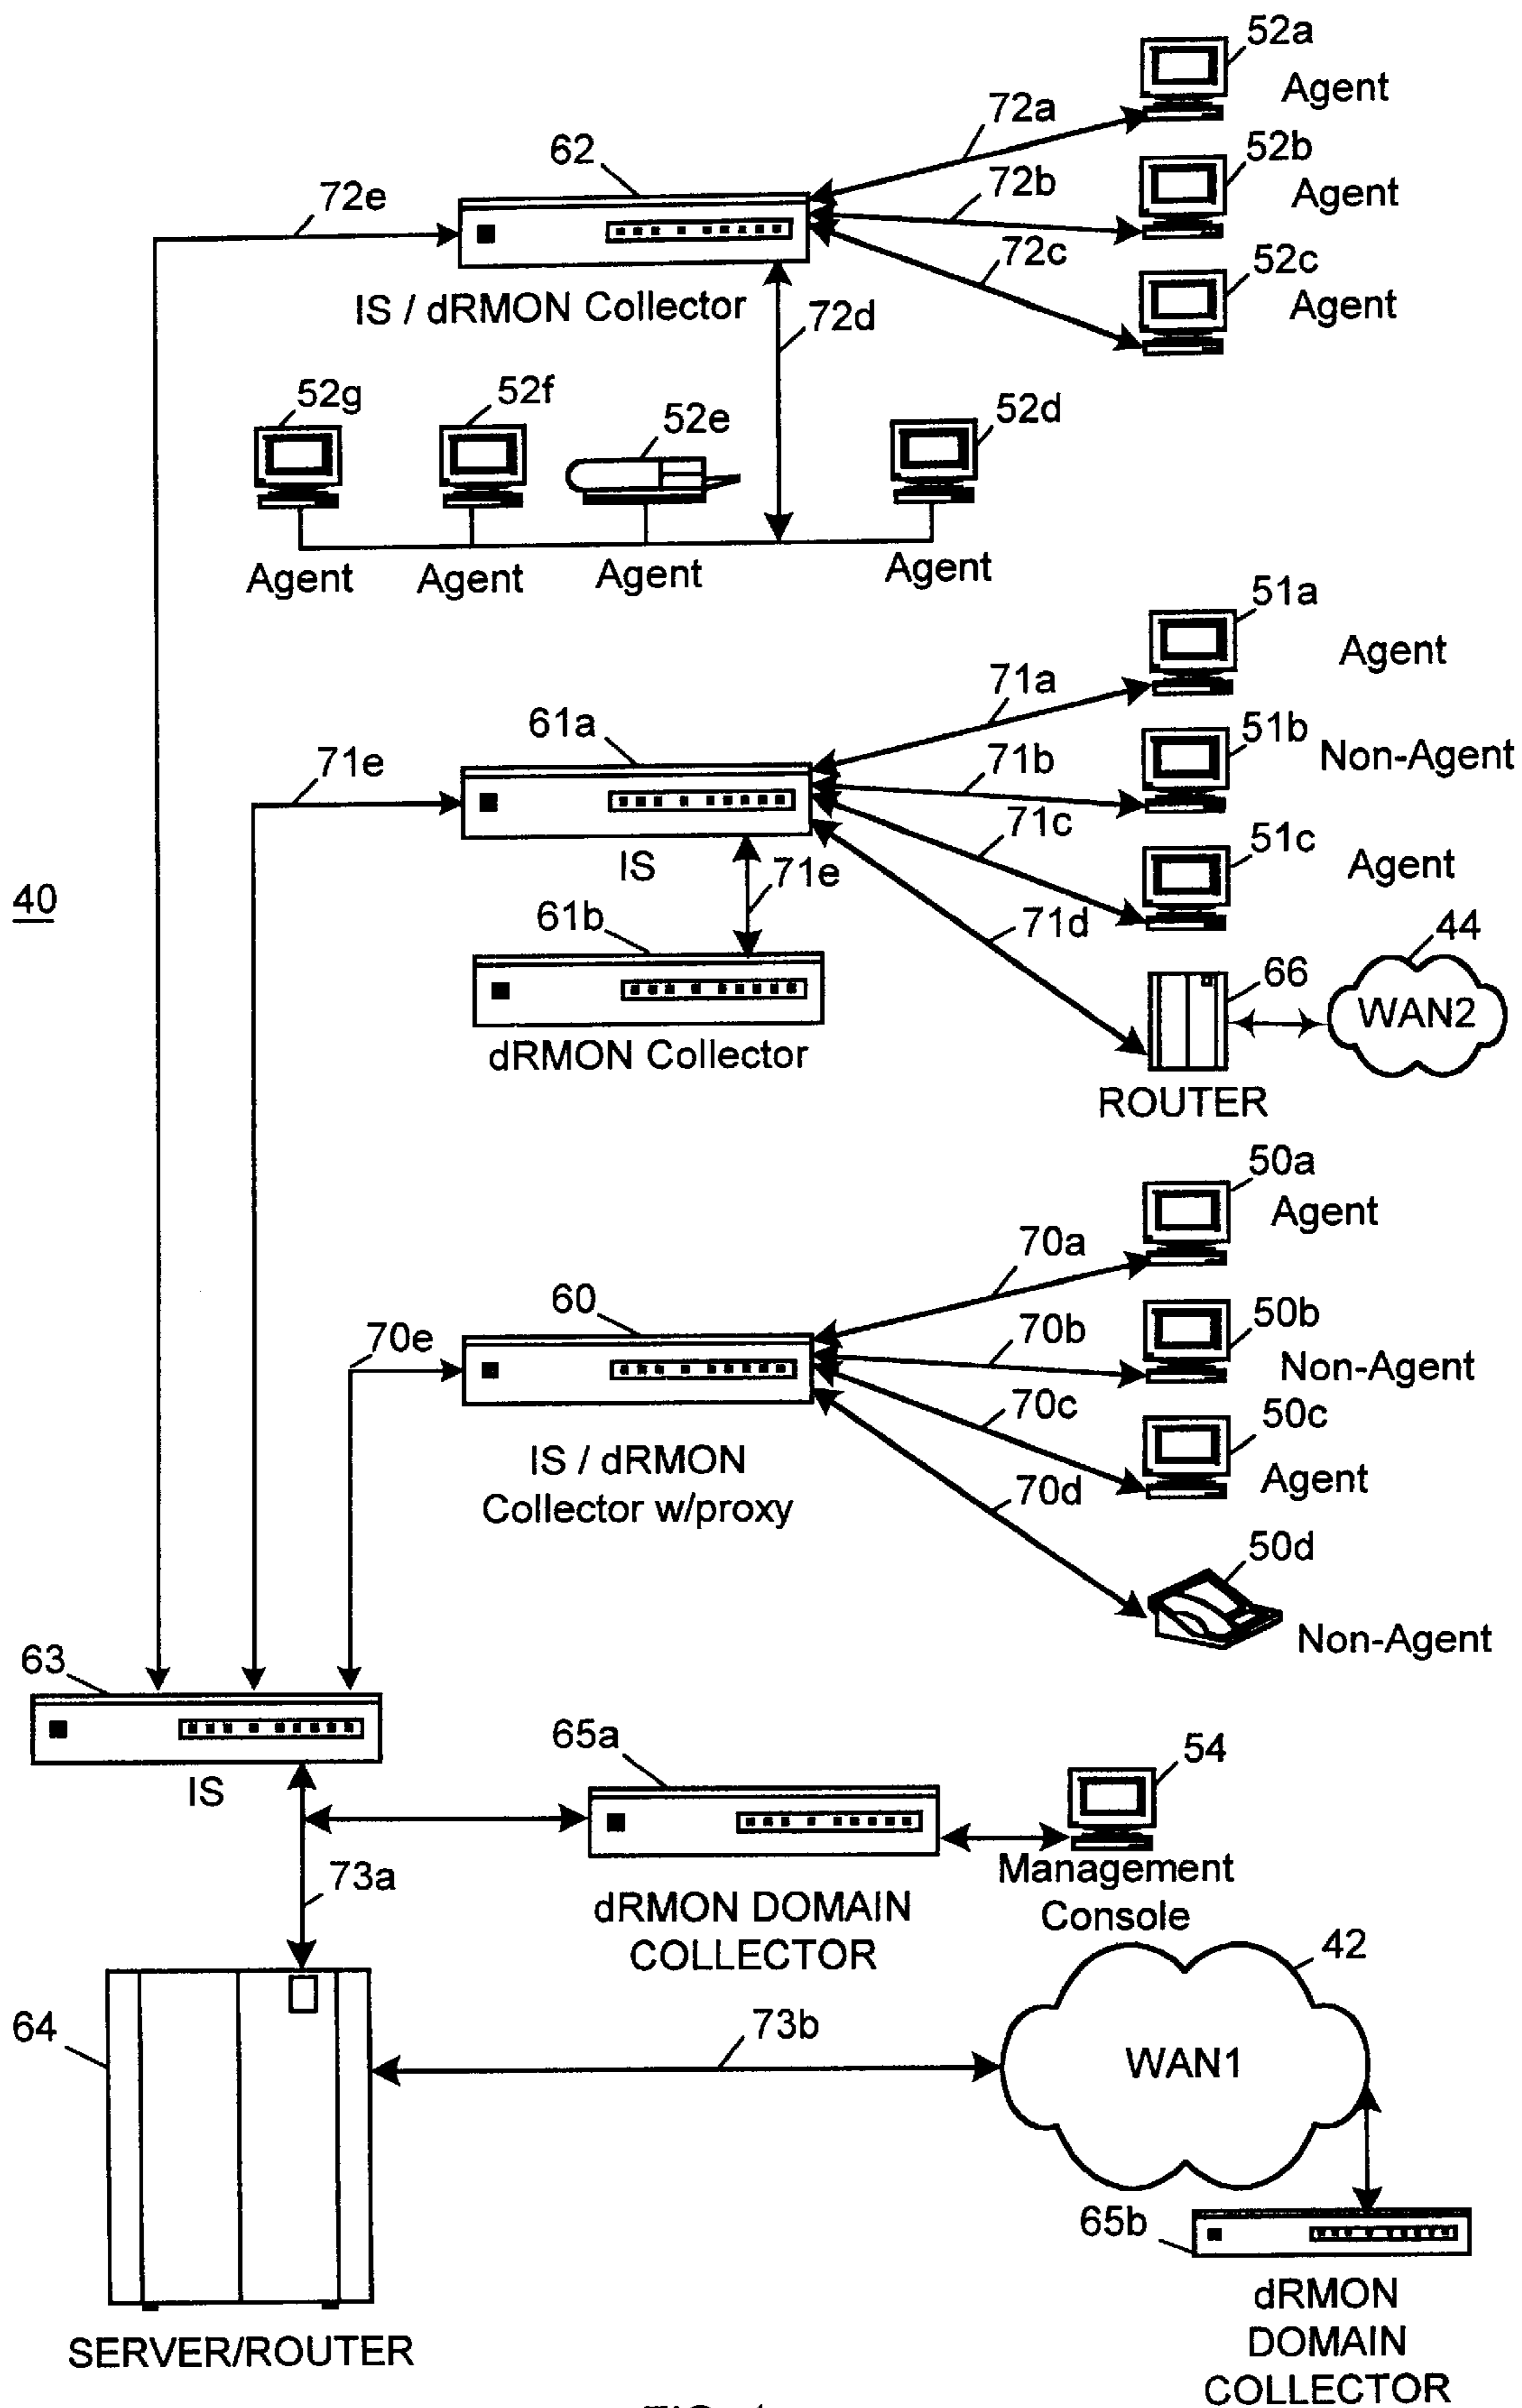 52a
Agent
72a
62
52b
Agent
72b
72e
52c
Agent
72c
IS / dRMON Collector
72d
52g
52f
52e
52d
Agent
Agent
Agent
Agent
51a
Agent
71a
61a
51b
Non-Agent
71b
71e
51c
Agent
71c
IS
71e
40
61b
71d
44
66
WAN2
dRMON Collector
ROUTER
50a
Agent
70a
60
50b
Non-Agent
70b
70e
50c
Agent
70c
IS / dRMON
Collector w/proxy
70d
50d
Non-Agent
63
IS
65a
54
73a
Management
Console
dRMON DOMAIN
COLLECTOR
42
64
73b
WAN1
65b
SERVER/ROUTER
dRMON
DOMAIN
COLLECTOR